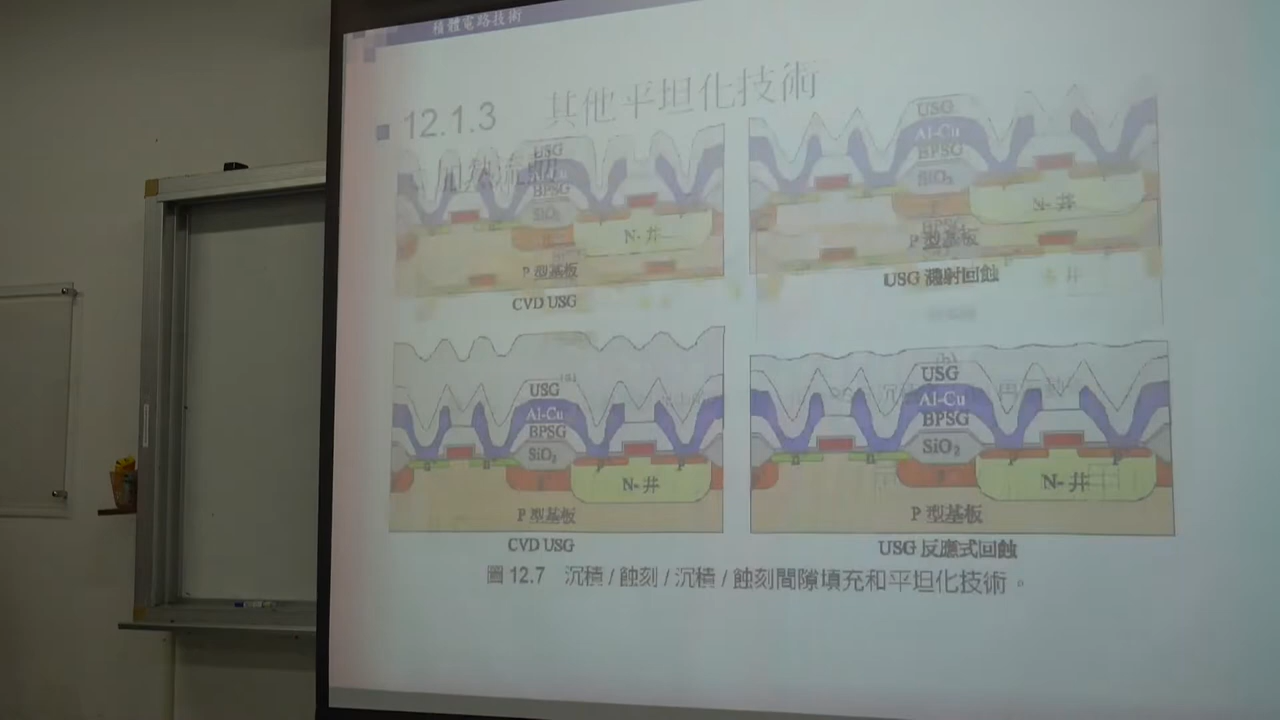 積體電路技術
12.1.3 其他平坦化技術
加熱流動
USG
Al-Cu
BPSG
SiO₂
N-井
P 型基板
CVD USG
USG
Al-Cu
BPSG
SiO₂
N-井
P 型基板
USG 濺射回蝕
(b)
(a)
USG
Al-Cu
BPSG
SiO₂
n n P P
N-井
P 型基板
CVD USG
USG
Al-Cu
BPSG
SiO₂
n n P P
N-井
P 型基板
USG 反應式回蝕
圖 12.7 沉積 / 蝕刻 / 沉積 / 蝕刻間隙填充和平坦化技術。